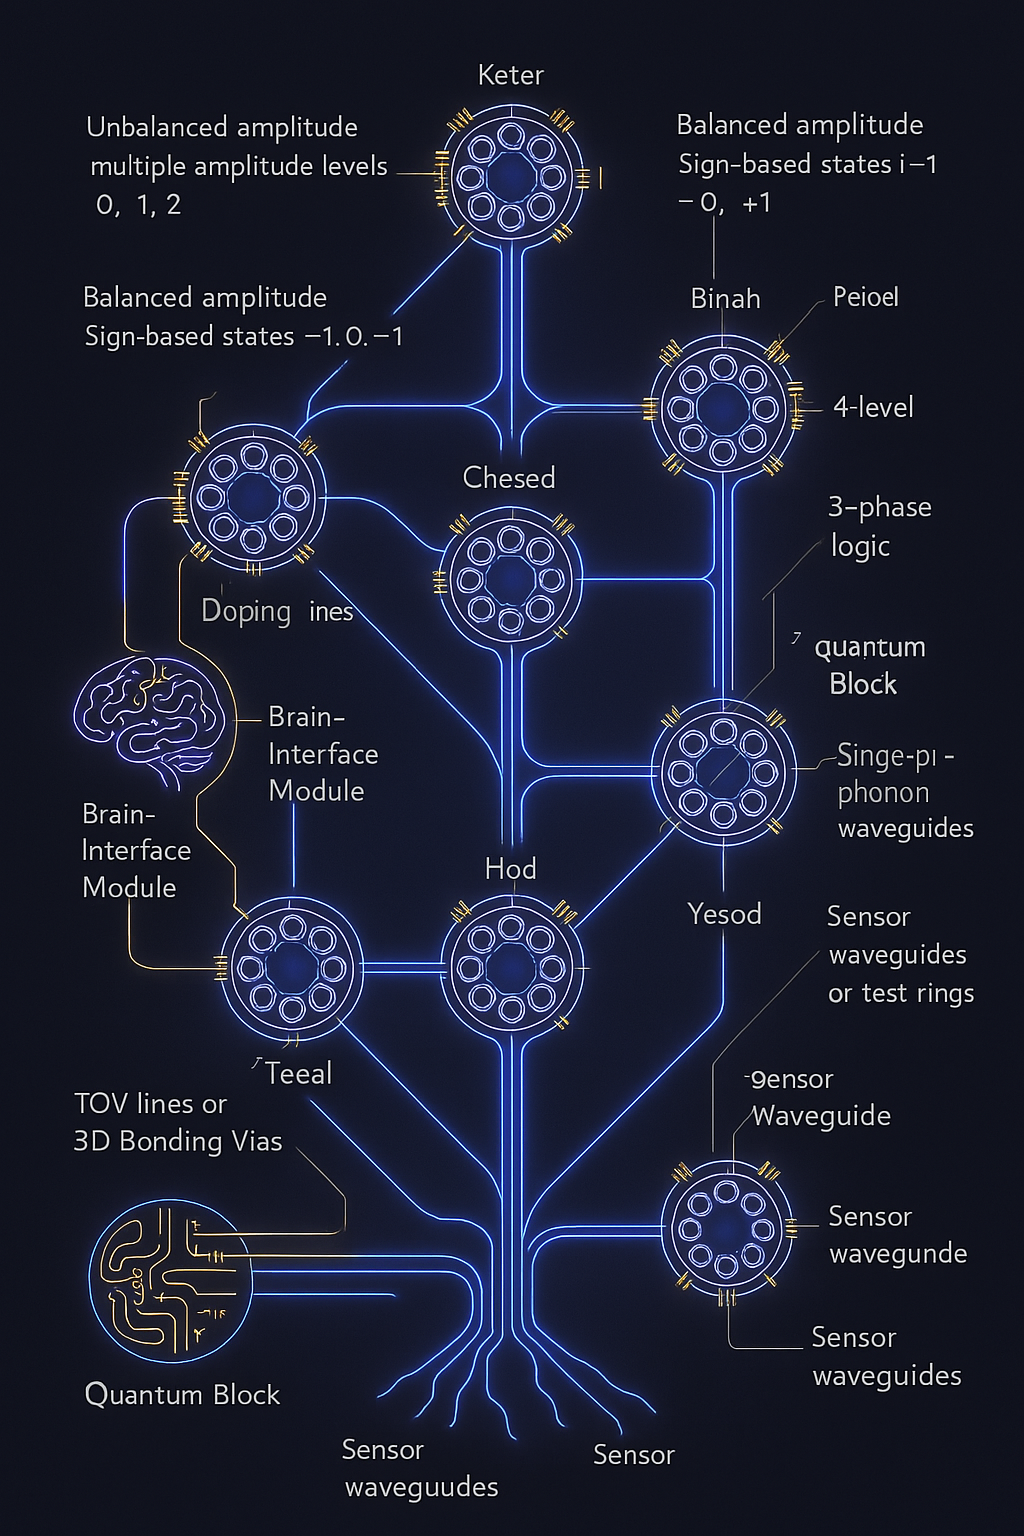 Keter
Unbalanced amplitude
multiple amplitude levels
0, 1, 2
Balanced amplitude
Sign-based states i−1
− 0, +1
Balanced amplitude
Sign-based states −1.0.−1
Binah
Peioel
4-level
Chesed
3-phase
logic
Doping ines
quantum
Block
Brain-
Interface
Module
Singe-pı -
phonon
waveguides
Brain-
Interface
Module
Hod
Yesod
Sensor
waveguides
or test rings
Teeal
TOV lines or
3D Bonding Vias
-9ensor
Waveguide
Sensor
wavegunde
Sensor
waveguides
Quantum Block
Sensor
waveguudes
Sensor